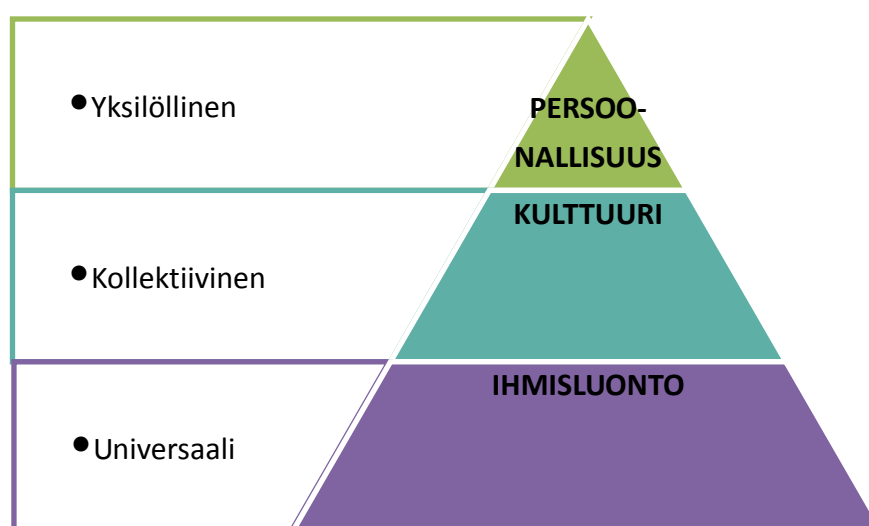 • Yksilöllinen
PERSOO-
NALLISUUS
KULTTUURI
• Kollektiivinen
IHMISLUONTO
• Universaali